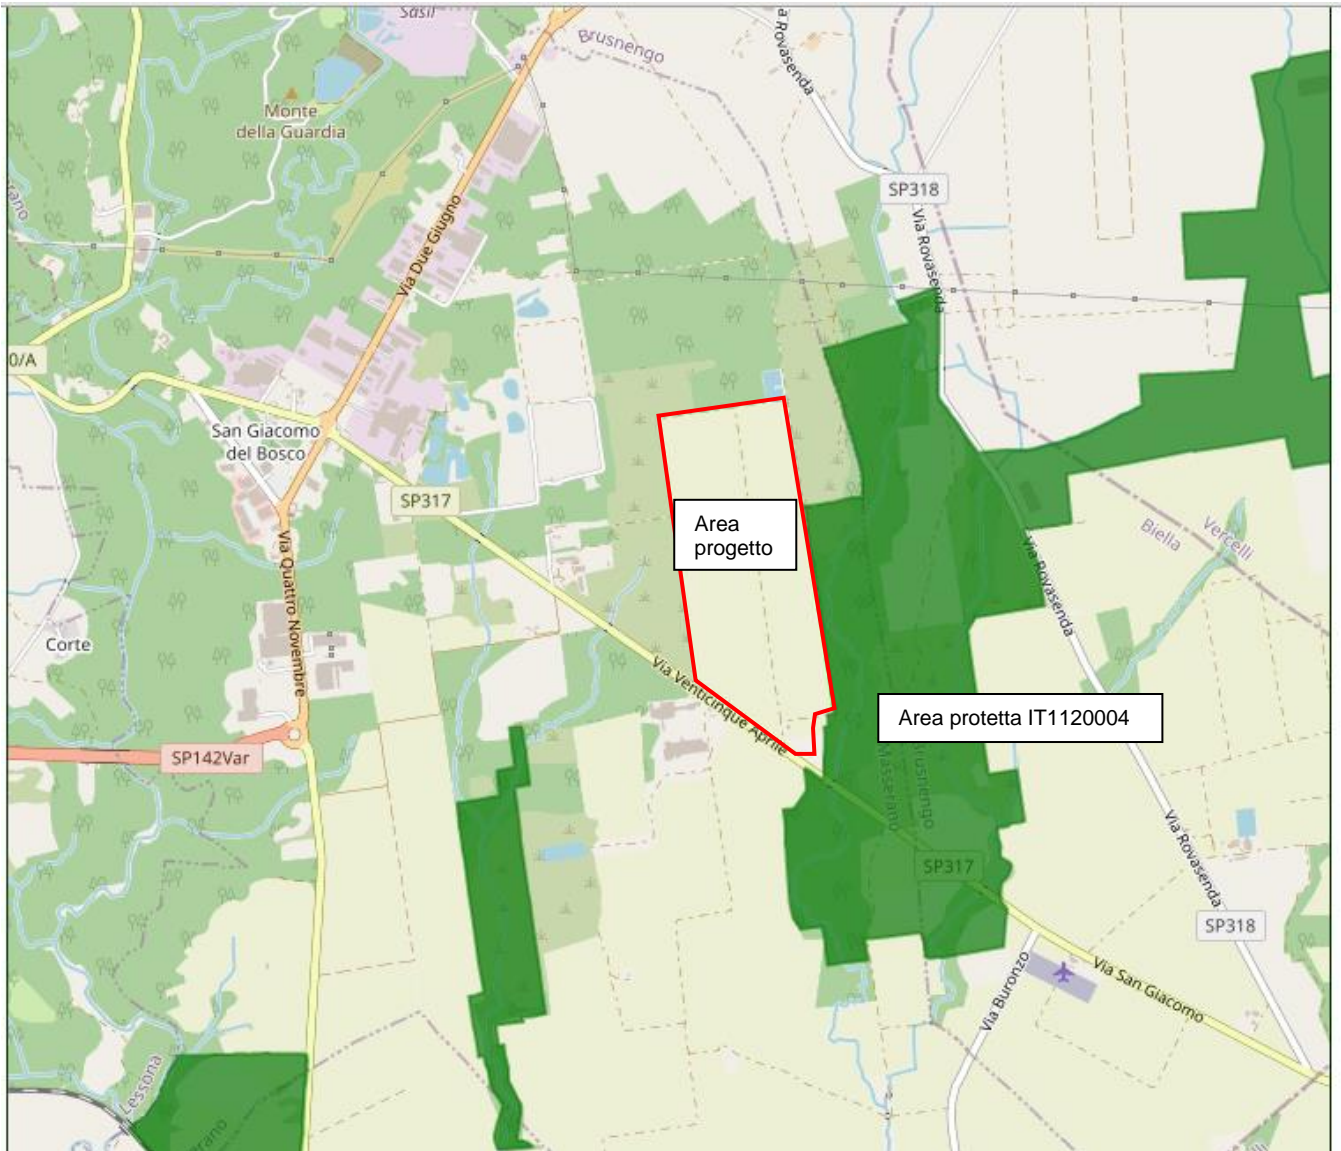 Sasil
Brusnengo
Via Rovasenda
Monte
della Guardia
SP318
Via Rovasenda
Via Due Giugno
0/A
San Giacomo
del Bosco
SP317
Area
progetto
Via Quattro Novembre
Biella
Vercelli
Via Rovasenda
Corte
Via Venticinque Aprile
Area protetta IT1120004
SP142Var
Masserano
Brusnengo
SP317
Via Rovasenda
SP318
Via Buronzo
Via San Giacomo
Lessona